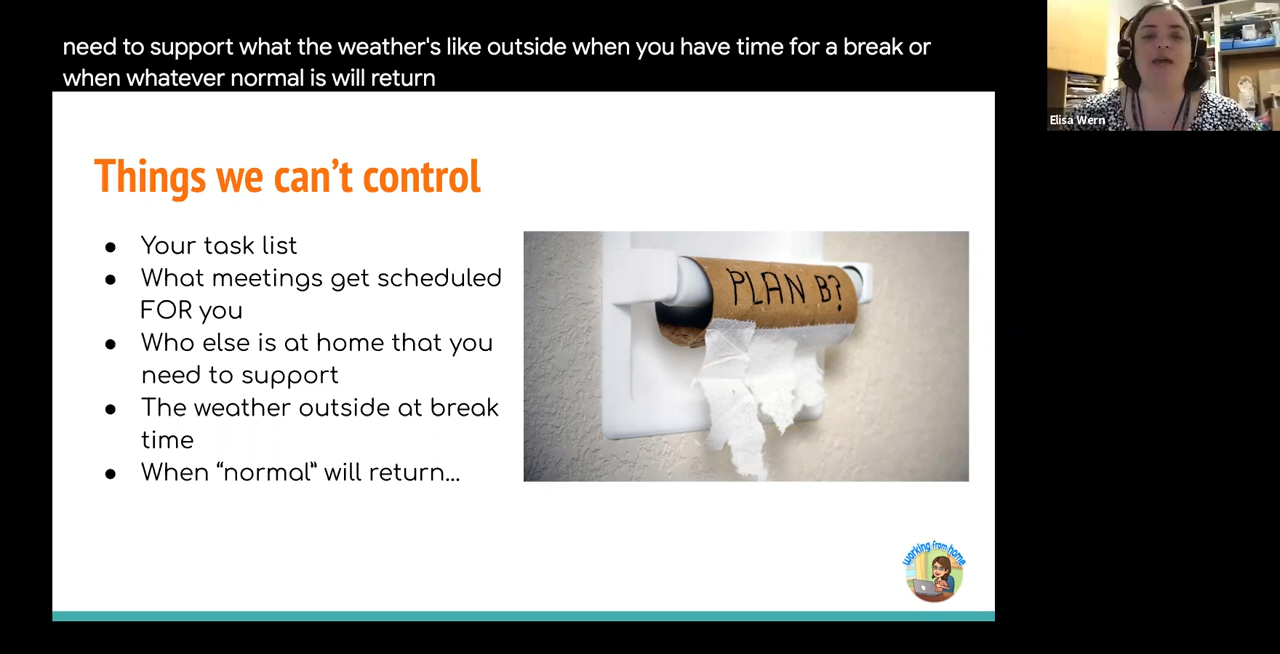 need to support what the weather's like outside when you have time for a break or
when whatever normal is will return
Elisa Wern
Things we can't control
● Your task list
● What meetings get scheduled
FOR you
● Who else is at home that you
need to support
● The weather outside at break
time
● When “normal” will return...
PLAN B?
working from home